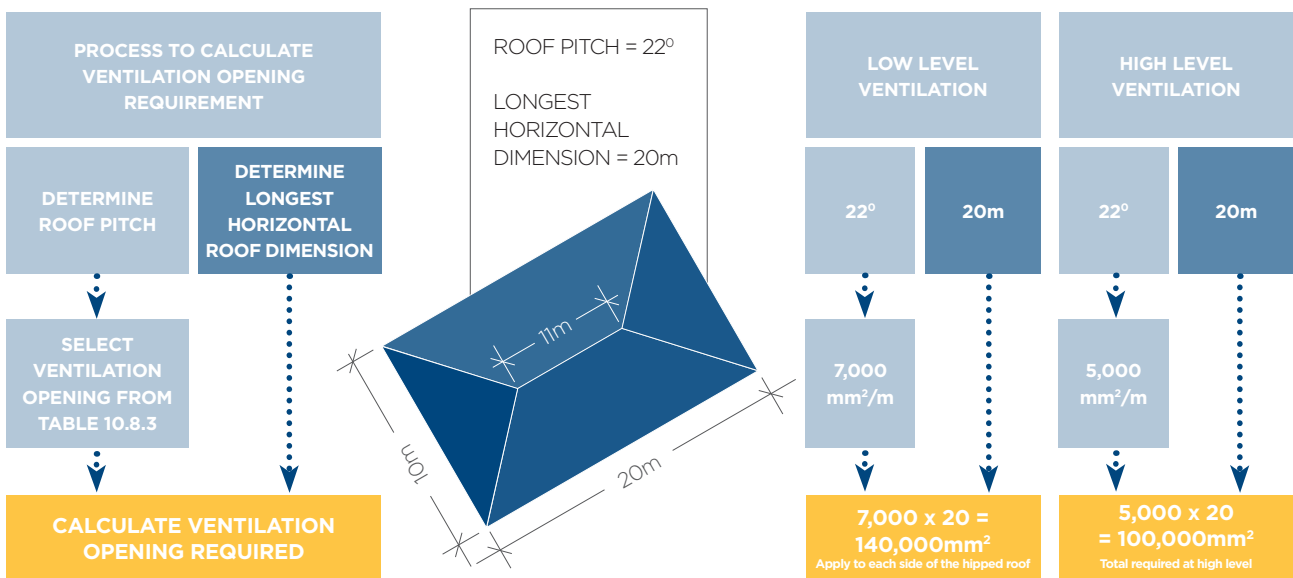 PROCESS TO CALCULATE
VENTILATION OPENING
REQUIREMENT
DETERMINE
ROOF PITCH
DETERMINE
LONGEST
HORIZONTAL
ROOF DIMENSION
SELECT
VENTILATION
OPENING FROM
TABLE 10.8.3
CALCULATE VENTILATION
OPENING REQUIRED
ROOF PITCH = 22⁰
LONGEST
HORIZONTAL
DIMENSION = 20m
11m
10m
20m
LOW LEVEL
VENTILATION
22⁰
20m
7,000
mm²/m
7,000 x 20 =
140,000mm²
Apply to each side of the hipped roof
HIGH LEVEL
VENTILATION
22⁰
20m
5,000
mm²/m
5,000 x 20
= 100,000mm²
Total required at high level